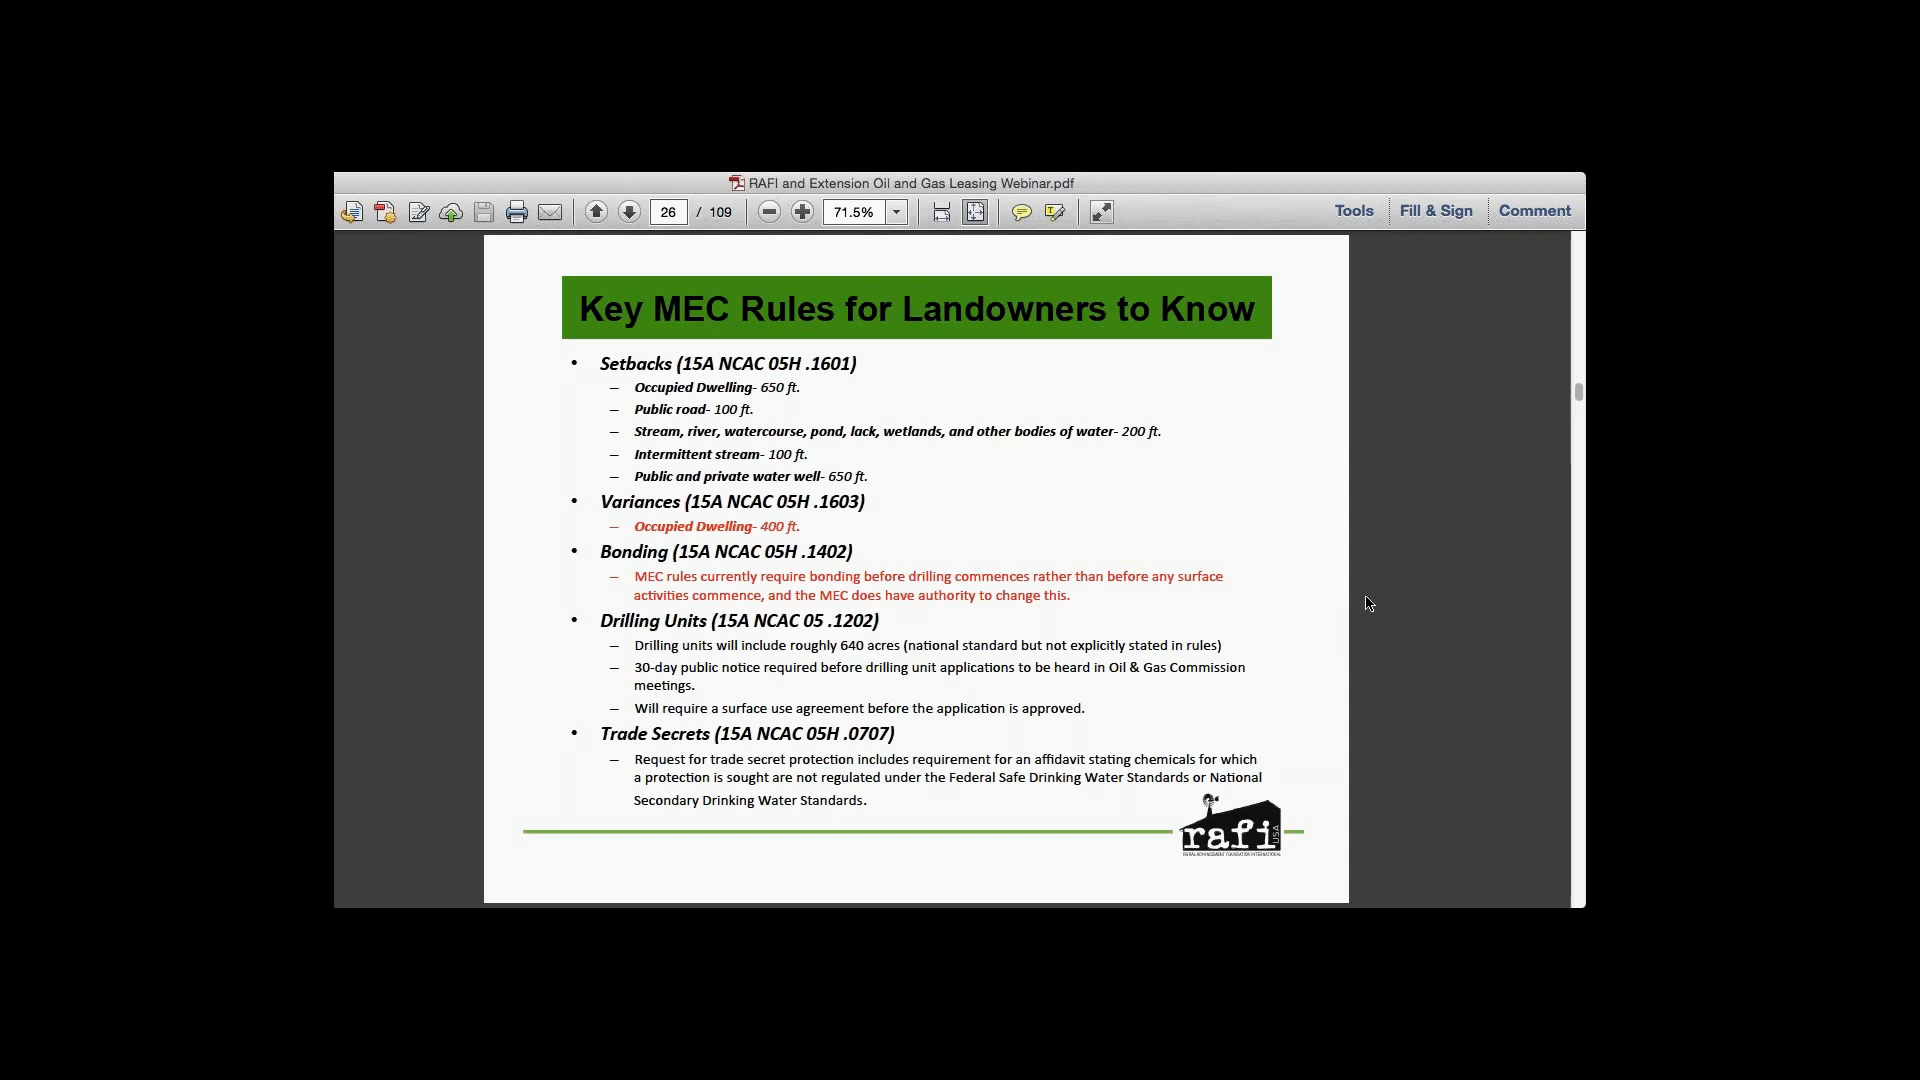 RAFI and Extension Oil and Gas Leasing Webinar.pdf
26 / 109 71.5% Tools Fill & Sign Comment
Key MEC Rules for Landowners to Know
• Setbacks (15A NCAC 05H .1601)
– Occupied Dwelling- 650 ft.
– Public road- 100 ft.
– Stream, river, watercourse, pond, lack, wetlands, and other bodies of water- 200 ft.
– Intermittent stream- 100 ft.
– Public and private water well- 650 ft.
• Variances (15A NCAC 05H .1603)
– Occupied Dwelling- 400 ft.
• Bonding (15A NCAC 05H .1402)
– MEC rules currently require bonding before drilling commences rather than before any surface
activities commence, and the MEC does have authority to change this.
• Drilling Units (15A NCAC 05 .1202)
– Drilling units will include roughly 640 acres (national standard but not explicitly stated in rules)
– 30-day public notice required before drilling unit applications to be heard in Oil & Gas Commission
meetings.
– Will require a surface use agreement before the application is approved.
• Trade Secrets (15A NCAC 05H .0707)
– Request for trade secret protection includes requirement for an affidavit stating chemicals for which
a protection is sought are not regulated under the Federal Safe Drinking Water Standards or National
Secondary Drinking Water Standards.
rafi USA
RURAL ADVANCEMENT FOUNDATION INTERNATIONAL